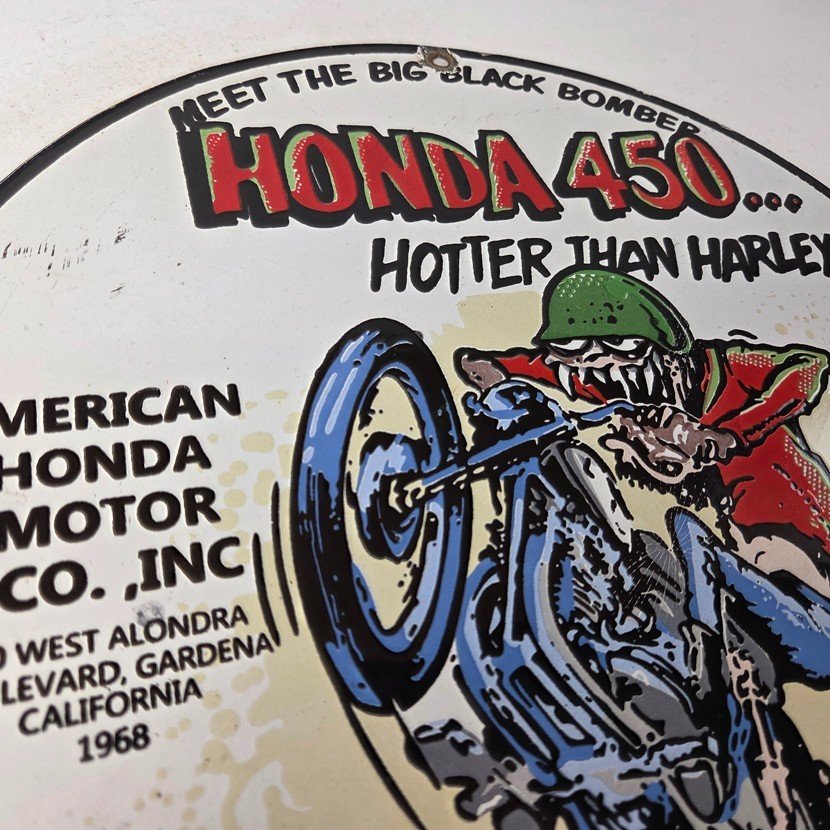 MEET THE BIG BLACK BOMBER
HONDA 450...
HOTTER THAN HARLEY
MERICAN
HONDA
MOTOR
CO. ,INC
WEST ALONDRA
LEVARD, GARDENA
CALIFORNIA
1968